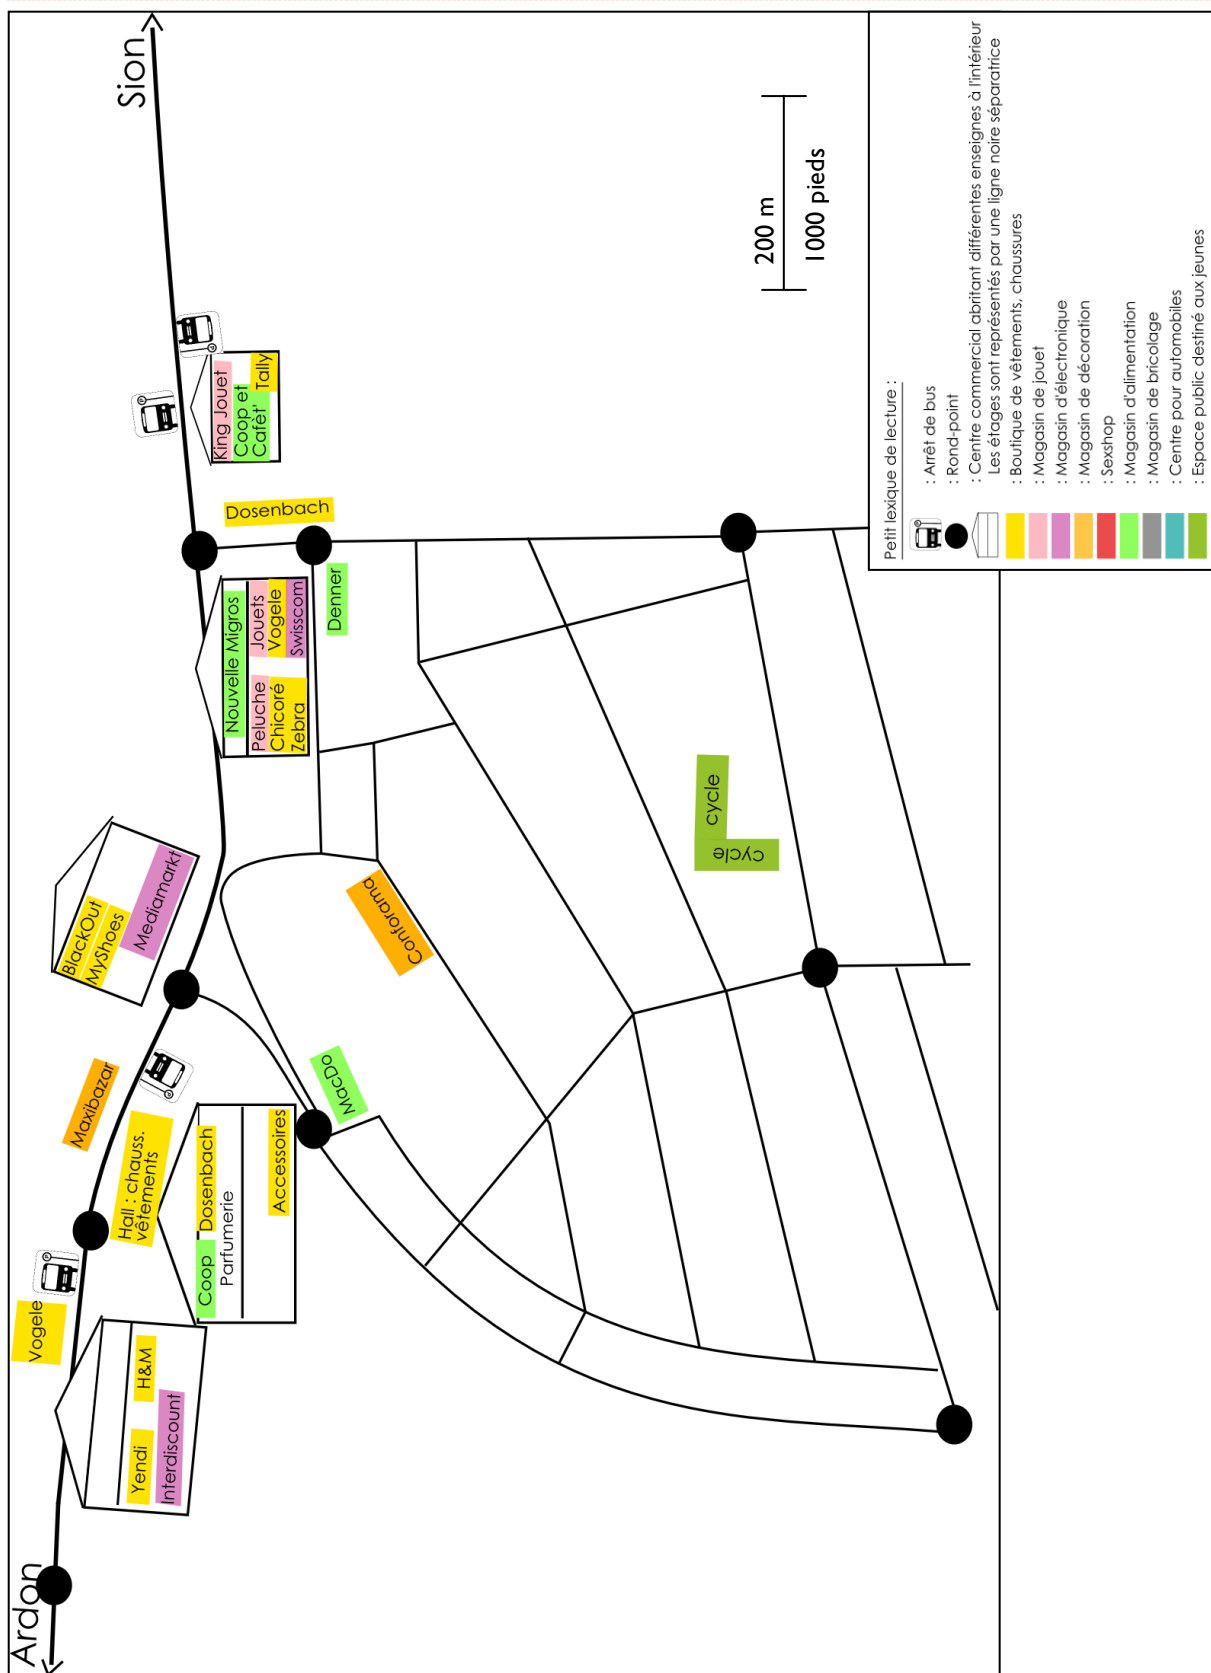 Ardon
Sion
Vogele
Yendi
H&M
Interdiscount
Maxibazar
Hall : chauss.
vêtements
Coop
Dosenbach
Parfumerie
Accessoires
BlackOut
MyShoes
Mediamarkt
MacDo
Conforama
Nouvelle Migros
Peluche
Jouets
Chicoré
Vogele
Zebra
Swisscom
Dosenbach
Denner
King Jouet
Coop et
Cafèt'
Tally
cycle
cycle
200 m
1000 pieds
Petit lexique de lecture :
: Arrêt de bus
: Rond-point
: Centre commercial abritant différentes enseignes à l'intérieur
Les étages sont représentés par une ligne noire séparatrice
: Boutique de vêtements, chaussures
: Magasin de jouet
: Magasin d'électronique
: Magasin de décoration
: Sexshop
: Magasin d'alimentation
: Magasin de bricolage
: Centre pour automobiles
: Espace public destiné aux jeunes